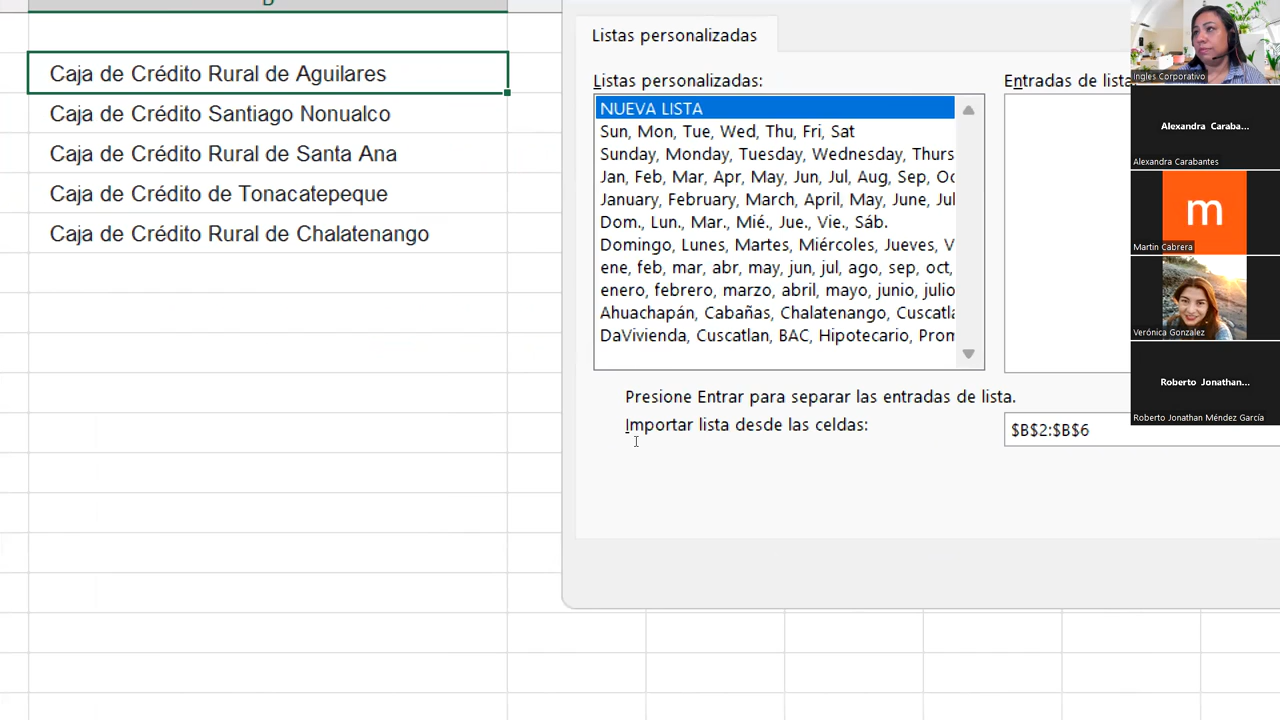 Caja de Crédito Rural de Aguilares
Caja de Crédito Santiago Nonualco
Caja de Crédito Rural de Santa Ana
Caja de Crédito de Tonacatepeque
Caja de Crédito Rural de Chalatenango
Listas personalizadas
Listas personalizadas:
NUEVA LISTA
Sun, Mon, Tue, Wed, Thu, Fri, Sat
Sunday, Monday, Tuesday, Wednesday, Thurs
Jan, Feb, Mar, Apr, May, Jun, Jul, Aug, Sep, Oc
January, February, March, April, May, June, Jul
Dom., Lun., Mar., Mié., Jue., Vie., Sáb.
Domingo, Lunes, Martes, Miércoles, Jueves, V
ene, feb, mar, abr, may, jun, jul, ago, sep, oct,
enero, febrero, marzo, abril, mayo, junio, julio
Ahuachapán, Cabañas, Chalatenango, Cuscatla
DaVivienda, Cuscatlan, BAC, Hipotecario, Prom
Presione Entrar para separar las entradas de lista.
Importar lista desde las celdas:
Entradas de lista
$B$2:$B$6
Ingles Corporativo
Alexandra Caraba...
Alexandra Carabantes
m
Martin Cabrera
Verónica Gonzalez
Roberto Jonathan...
Roberto Jonathan Méndez García